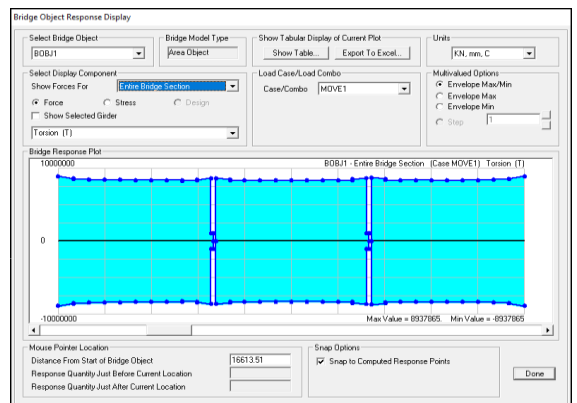 Bridge Object Response Display
Select Bridge Object
BOBJ1
Bridge Model Type
Area Object
Show Tabular Display of Current Plot
Show Table...
Export To Excel...
Units
KN, mm, C
Select Display Component
Show Forces For
Entire Bridge Section
Force
Stress
Design
Show Selected Girder
Torsion (T)
Load Case/Load Combo
Case/Combo
MOVE1
Multivalued Options
Envelope Max/Min
Envelope Max
Envelope Min
Step
1
Bridge Response Plot
10000000
BOBJ1 - Entire Bridge Section (Case MOVE1) Torsion (T)
0
-10000000
Max Value = 8937865. Min Value = -8937865
Mouse Pointer Location
Distance From Start of Bridge Object
16613.51
Response Quantity Just Before Current Location
Response Quantity Just After Current Location
Snap Options
Snap to Computed Response Points
Done